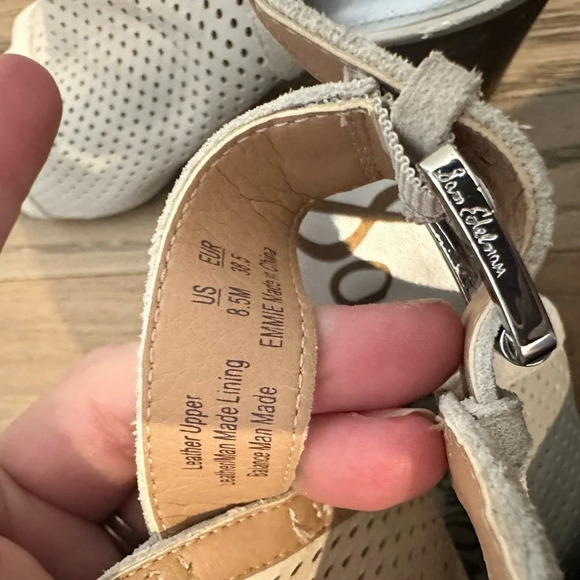 US EUR
8.5M 38.5
EMMIE Made in China
Leather Upper
Leather/Man Made Lining
Balance Man Made
Sam Edelman